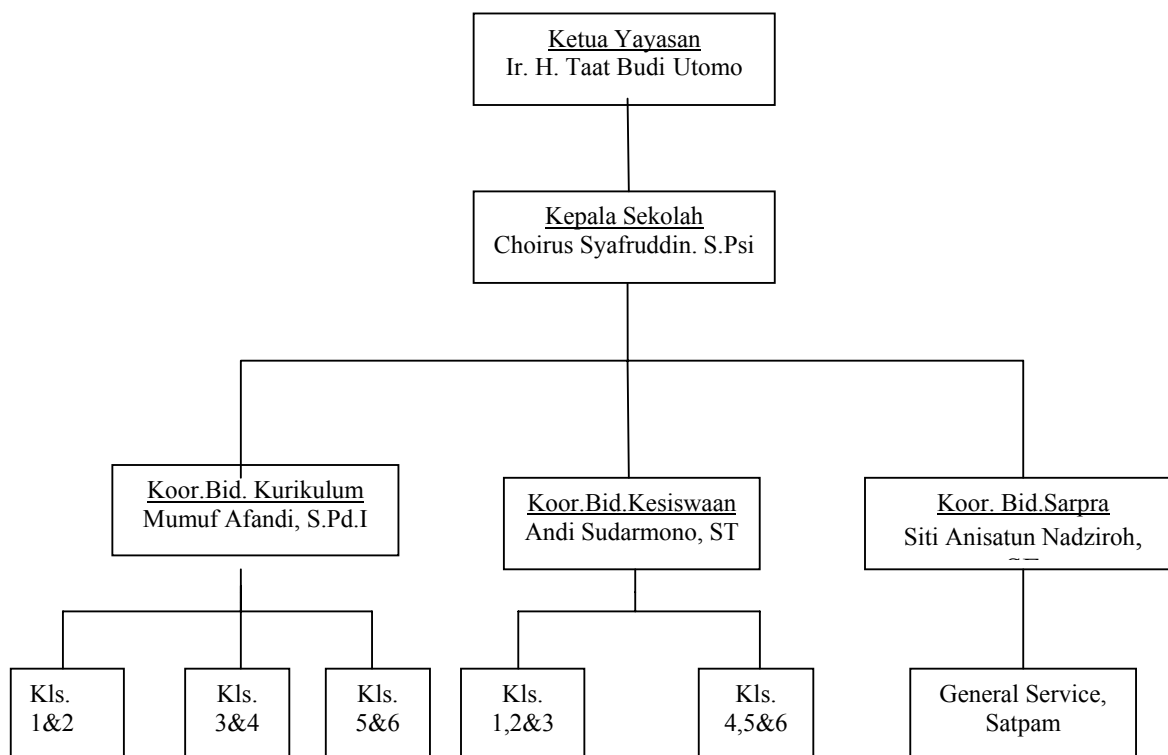 Ketua Yayasan
Ir. H. Taat Budi Utomo
Kepala Sekolah
Choirus Syafruddin. S.Psi
Koor.Bid. Kurikulum
Mumuf Afandi, S.Pd.I
Koor.Bid.Kesiswaan
Andi Sudarmono, ST
Koor. Bid.Sarpra
Siti Anisatun Nadziroh,
Kls.
1&2
Kls.
3&4
Kls.
5&6
Kls.
1,2&3
Kls.
4,5&6
General Service,
Satpam